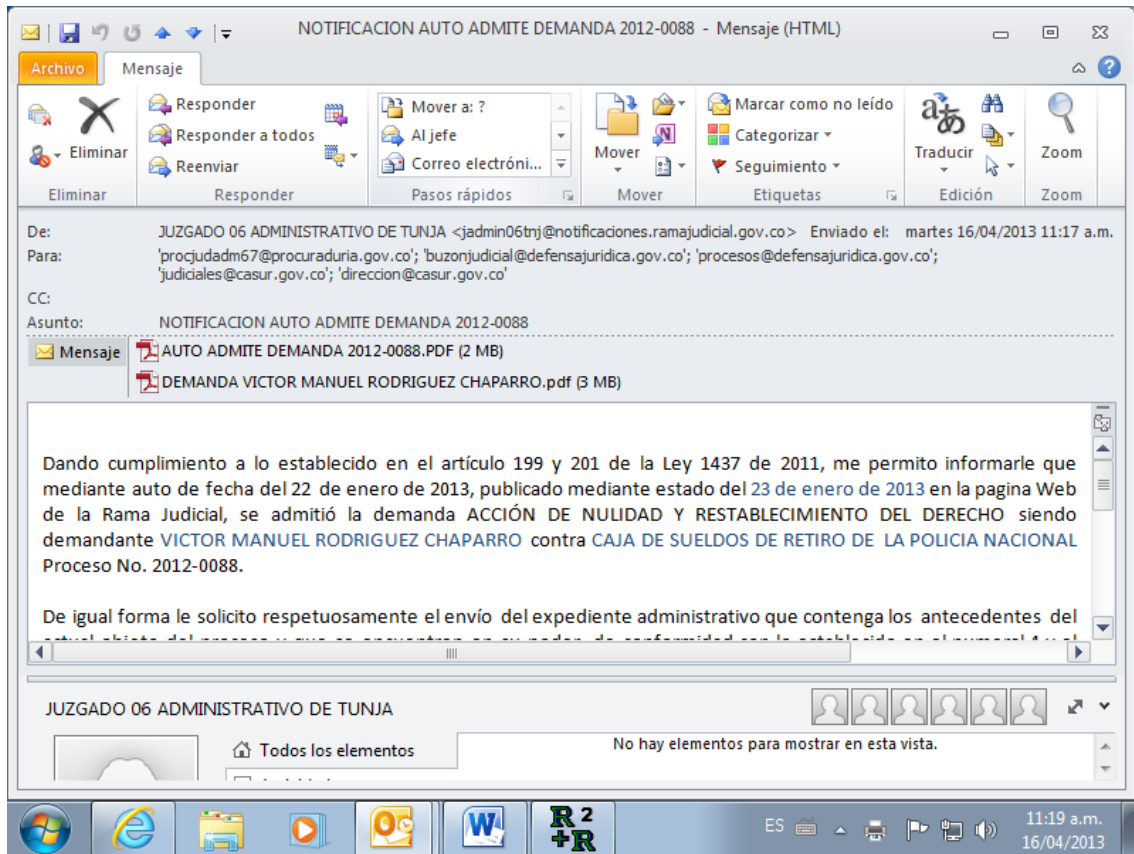 NOTIFICACION AUTO ADMITE DEMANDA 2012-0088 - Mensaje (HTML)
Archivo Mensaje
Eliminar
Responder
Responder a todos
Reenviar
Mover a: ?
Al jefe
Correo electróni...
Mover
Marcar como no leído
Categorizar
Seguimiento
Traducir
Zoom
Eliminar Responder Pasos rápidos Mover Etiquetas Edición Zoom
De: JUZGADO 06 ADMINISTRATIVO DE TUNJA <jadmin06tnj@notificaciones.ramajudicial.gov.co> Enviado el: martes 16/04/2013 11:17 a.m.
Para: 'procjudadm67@procuraduria.gov.co'; 'buzonjudicial@defensajuridica.gov.co'; 'procesos@defensajuridica.gov.co';
'judiciales@casur.gov.co'; 'direccion@casur.gov.co'
CC:
Asunto: NOTIFICACION AUTO ADMITE DEMANDA 2012-0088
Mensaje AUTO ADMITE DEMANDA 2012-0088.PDF (2 MB)
DEMANDA VICTOR MANUEL RODRIGUEZ CHAPARRO.pdf (3 MB)
Dando cumplimiento a lo establecido en el artículo 199 y 201 de la Ley 1437 de 2011, me permito informarle que
mediante auto de fecha del 22 de enero de 2013, publicado mediante estado del 23 de enero de 2013 en la pagina Web
de la Rama Judicial, se admitió la demanda ACCIÓN DE NULIDAD Y RESTABLECIMIENTO DEL DERECHO siendo
demandante VICTOR MANUEL RODRIGUEZ CHAPARRO contra CAJA DE SUELDOS DE RETIRO DE LA POLICIA NACIONAL
Proceso No. 2012-0088.
De igual forma le solicito respetuosamente el envío del expediente administrativo que contenga los antecedentes del
JUZGADO 06 ADMINISTRATIVO DE TUNJA
Todos los elementos
No hay elementos para mostrar en esta vista.
R 2
+R
ES
11:19 a.m.
16/04/2013